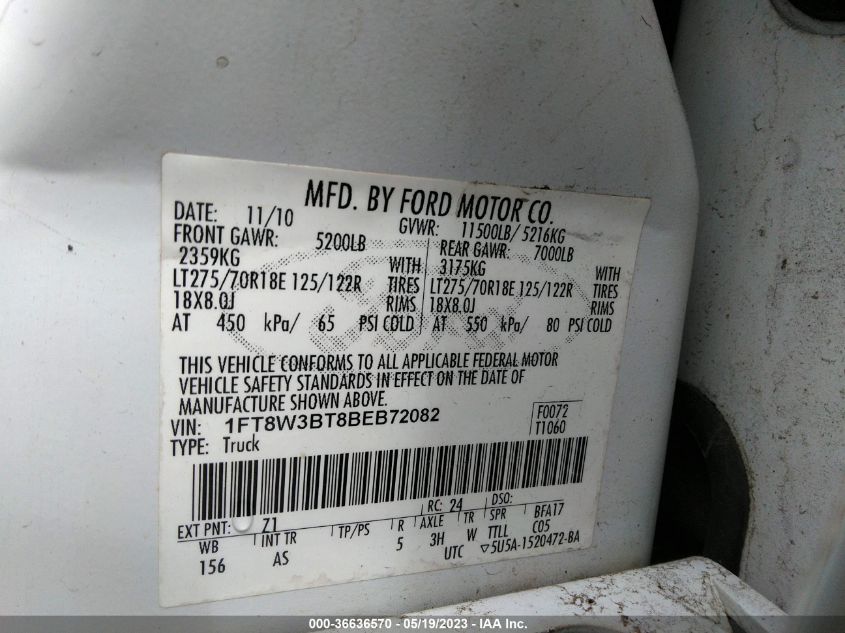 MFD. BY FORD MOTOR CO.
DATE: 11/10 GVWR: 11500LB/ 5216KG
FRONT GAWR: 5200LB REAR GAWR: 7000LB
2359KG WITH 3175KG WITH
LT275/70R18E 125/122R TIRES LT275/70R18E 125/122R TIRES
18X8.0J RIMS 18X8.0J RIMS
AT 450 kPa/ 65 PSI COLD AT 550 kPa/ 80 PSI COLD
THIS VEHICLE CONFORMS TO ALL APPLICABLE FEDERAL MOTOR
VEHICLE SAFETY STANDARDS IN EFFECT ON THE DATE OF
MANUFACTURE SHOWN ABOVE.
VIN: 1FT8W3BT8BEB72082 F0072
TYPE: Truck T1060
EXT PNT: Z1 RC: 24 DSO:
WB INT TR TP/PS R AXLE TR SPR BFA17
156 AS 5 3H W TTLL C05
UTC ▽5U5A-1520472-BA
000-36636570 — 05/19/2023 — IAA Inc.